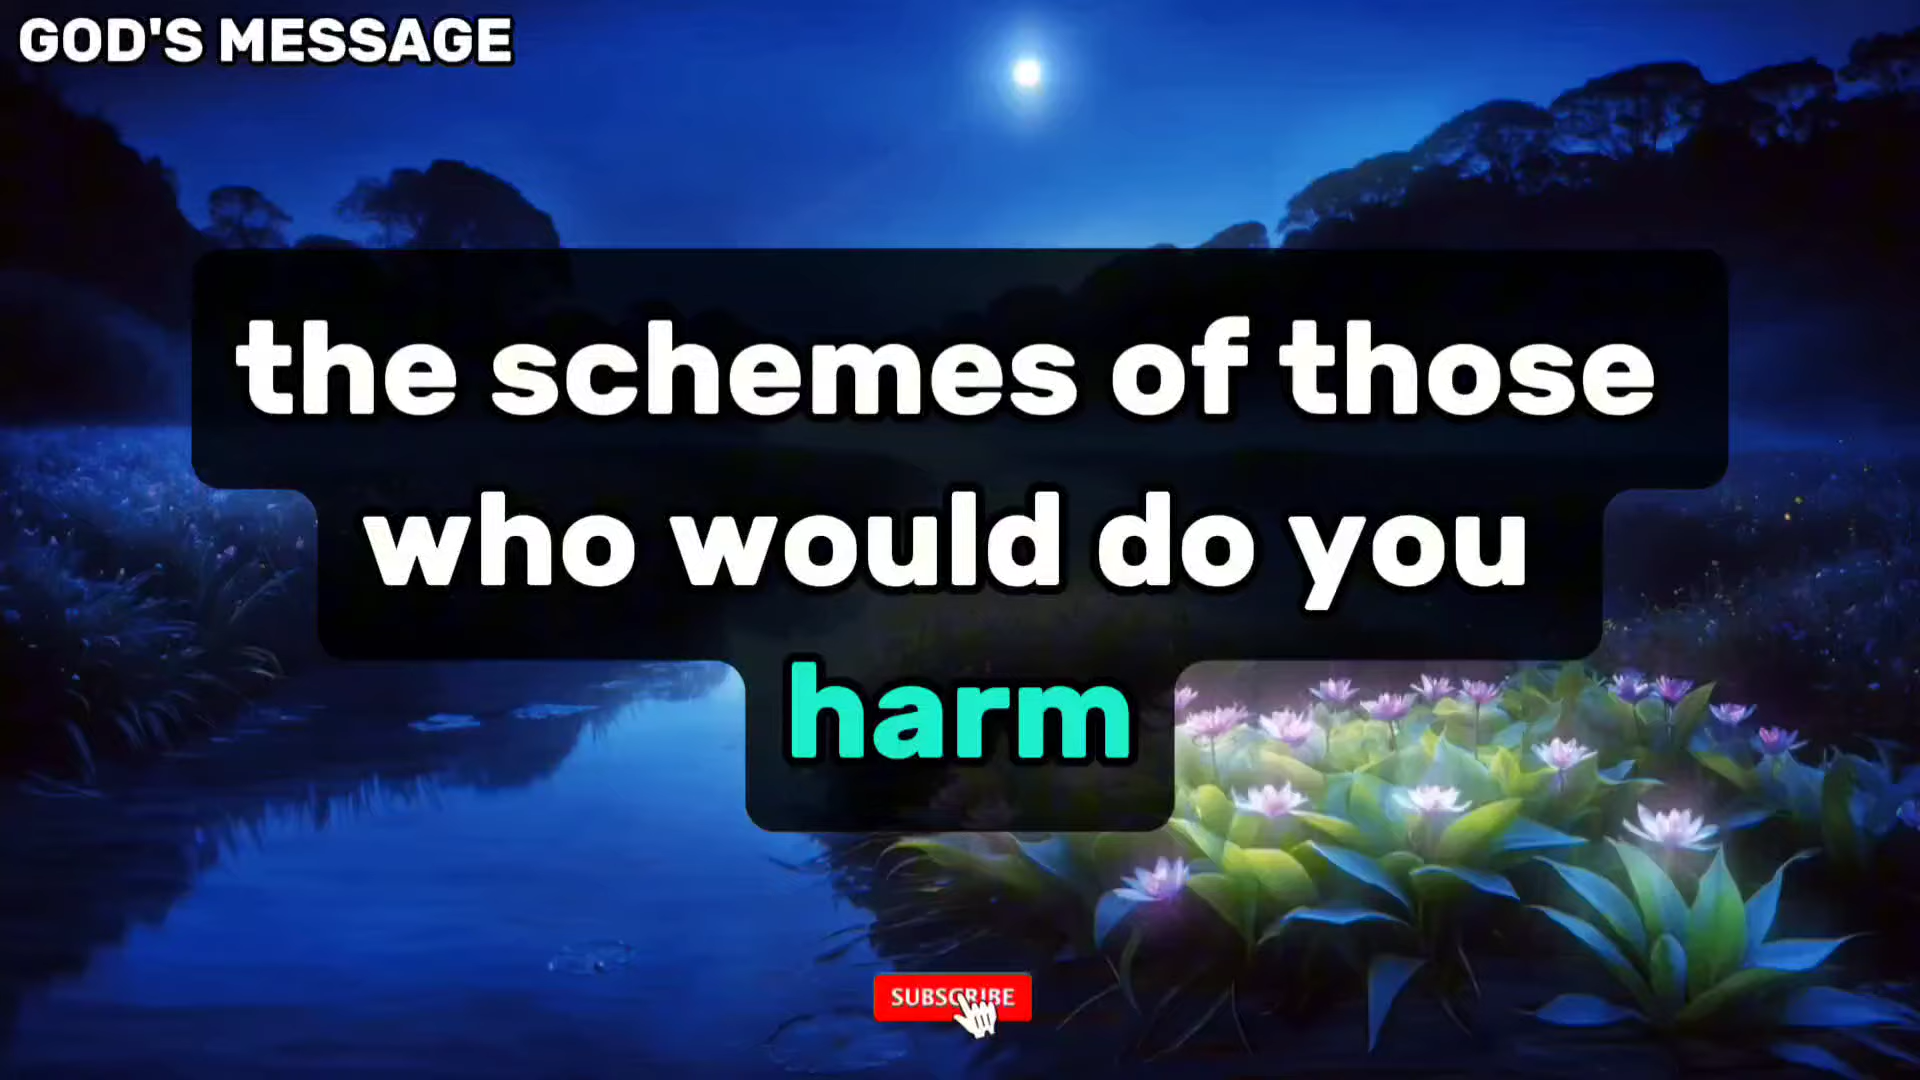 GOD'S MESSAGE
the schemes of those
who would do you
harm
SUBSCRIBE